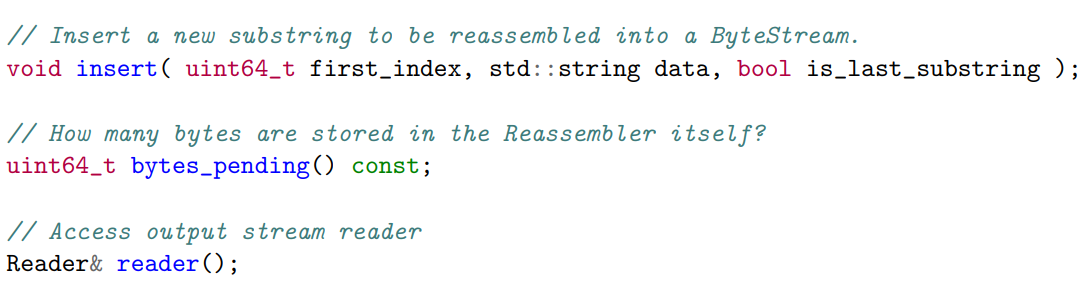 // Insert a new substring to be reassembled into a ByteStream.
void insert( uint64_t first_index, std::string data, bool is_last_substring );
// How many bytes are stored in the Reassembler itself?
uint64_t bytes_pending() const;
// Access output stream reader
Reader& reader();